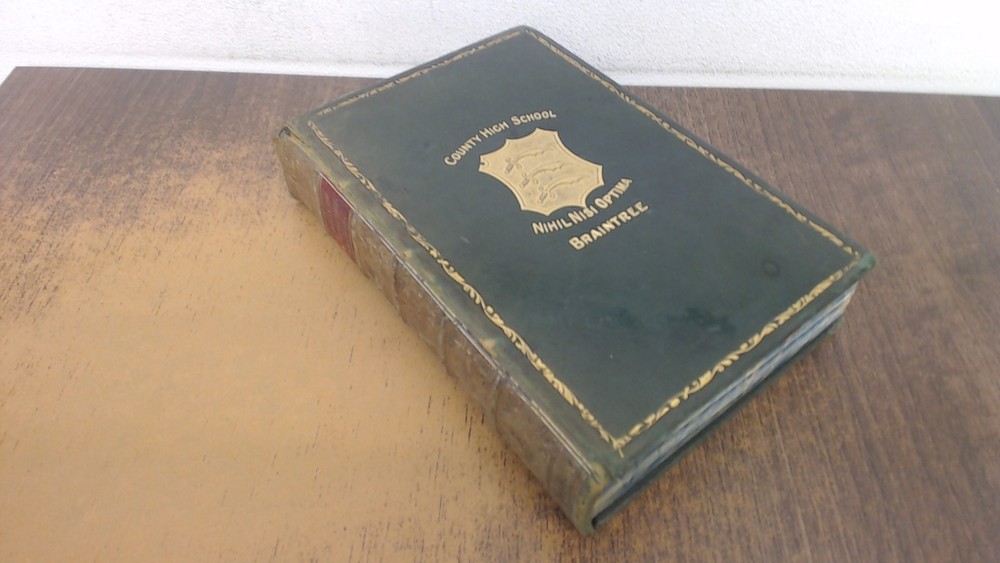 County High School
Nihil Nisi Optima
Braintree